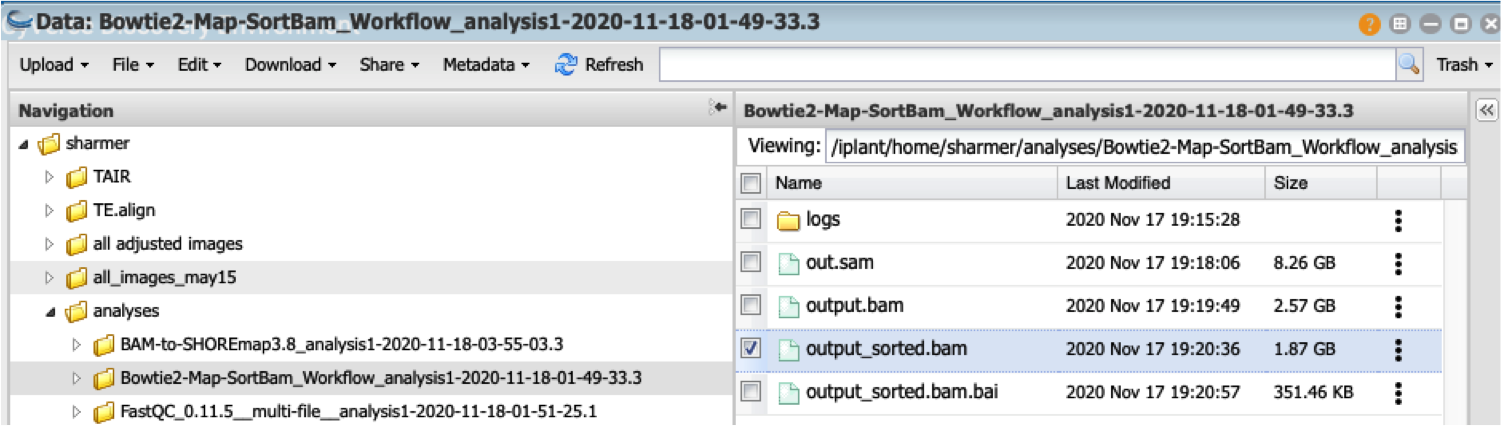 Data: Bowtie2-Map-SortBam_Workflow_analysis1-2020-11-18-01-49-33.3
Upload File Edit Download Share Metadata Refresh Trash
Navigation
sharmer
TAIR
TE.align
all adjusted images
all_images_may15
analyses
BAM-to-SHOREmap3.8_analysis1-2020-11-18-03-55-03.3
Bowtie2-Map-SortBam_Workflow_analysis1-2020-11-18-01-49-33.3
FastQC_0.11.5__multi-file__analysis1-2020-11-18-01-51-25.1
Bowtie2-Map-SortBam_Workflow_analysis1-2020-11-18-01-49-33.3
Viewing: /iplant/home/sharmer/analyses/Bowtie2-Map-SortBam_Workflow_analysis
Name Last Modified Size
logs 2020 Nov 17 19:15:28
out.sam 2020 Nov 17 19:18:06 8.26 GB
output.bam 2020 Nov 17 19:19:49 2.57 GB
output_sorted.bam 2020 Nov 17 19:20:36 1.87 GB
output_sorted.bam.bai 2020 Nov 17 19:20:57 351.46 KB